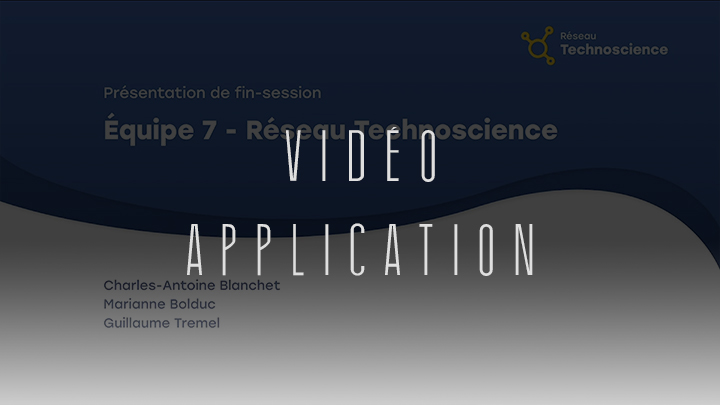 Réseau
Technoscience
Présentation de fin-session
Équipe 7 - Réseau Technoscience
VIDÉO
APPLICATION
Charles-Antoine Blanchet
Marianne Bolduc
Guillaume Tremel